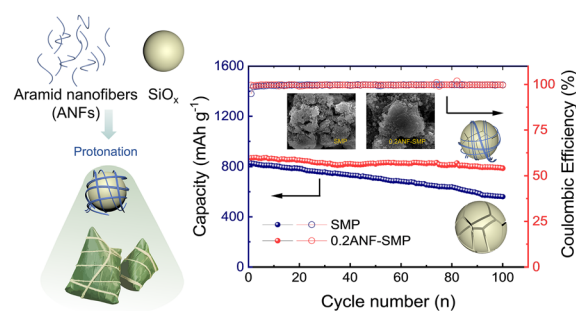 Aramid nanofibers
(ANFs)
SiOₓ
Protonation
Capacity (mAh g⁻¹)
1600
1200
800
400
0
SMP
0.2ANF-SMP
SMP
0.2ANF-SMP
0
20
40
60
80
100
Cycle number (n)
100
75
50
25
0
Coulombic Efficiency (%)